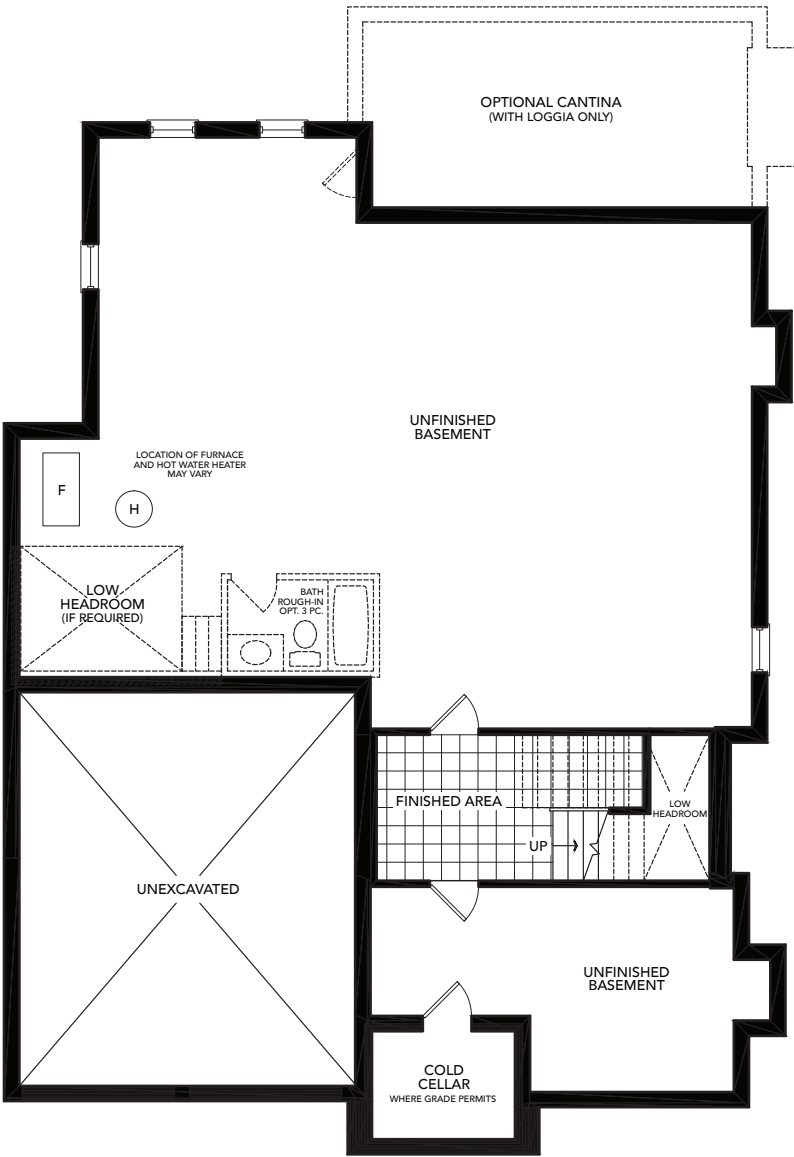 OPTIONAL CANTINA
(WITH LOGGIA ONLY)
UNFINISHED
BASEMENT
LOCATION OF FURNACE
AND HOT WATER HEATER
MAY VARY
F
H
LOW
HEADROOM
(IF REQUIRED)
BATH
ROUGH-IN
OPT. 3 PC.
FINISHED AREA
LOW
HEADROOM
UP
UNEXCAVATED
UNFINISHED
BASEMENT
COLD
CELLAR
WHERE GRADE PERMITS